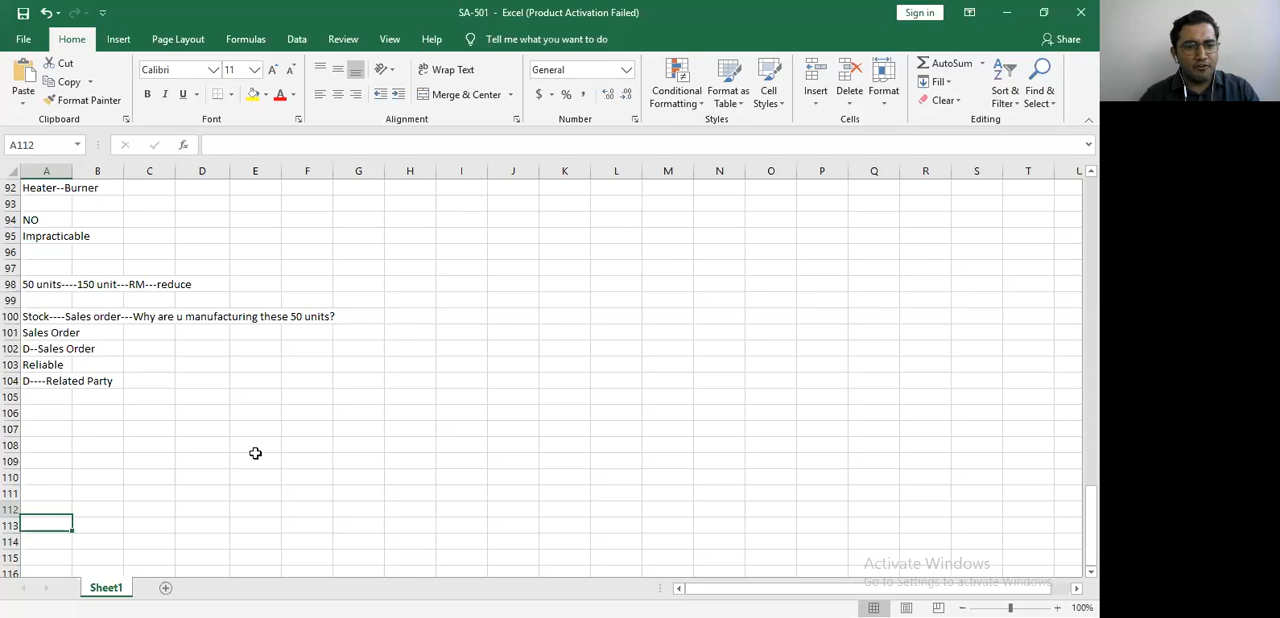 SA-501 - Excel (Product Activation Failed)
Sign in
File Home Insert Page Layout Formulas Data Review View Help Tell me what you want to do Share
Paste
Cut
Copy
Format Painter
Clipboard
Calibri 11
B I U
Font
Wrap Text
Merge & Center
Alignment
General
$ % ,
Number
Conditional Formatting
Format as Table
Cell Styles
Styles
Insert
Delete
Format
Cells
AutoSum
Fill
Clear
Sort & Filter
Find & Select
Editing
A112
fx
A B C D E F G H I J K L M N O P Q R S T U
92 Heater--Burner
93
94 NO
95 Impracticable
96
97
98 50 units----150 unit---RM---reduce
99
100 Stock----Sales order---Why are u manufacturing these 50 units?
101 Sales Order
102 D--Sales Order
103 Reliable
104 D----Related Party
105
106
107
108
109
110
111
112
113
114
115
116
Activate Windows
Go to Settings to activate Windows.
Sheet1
100%